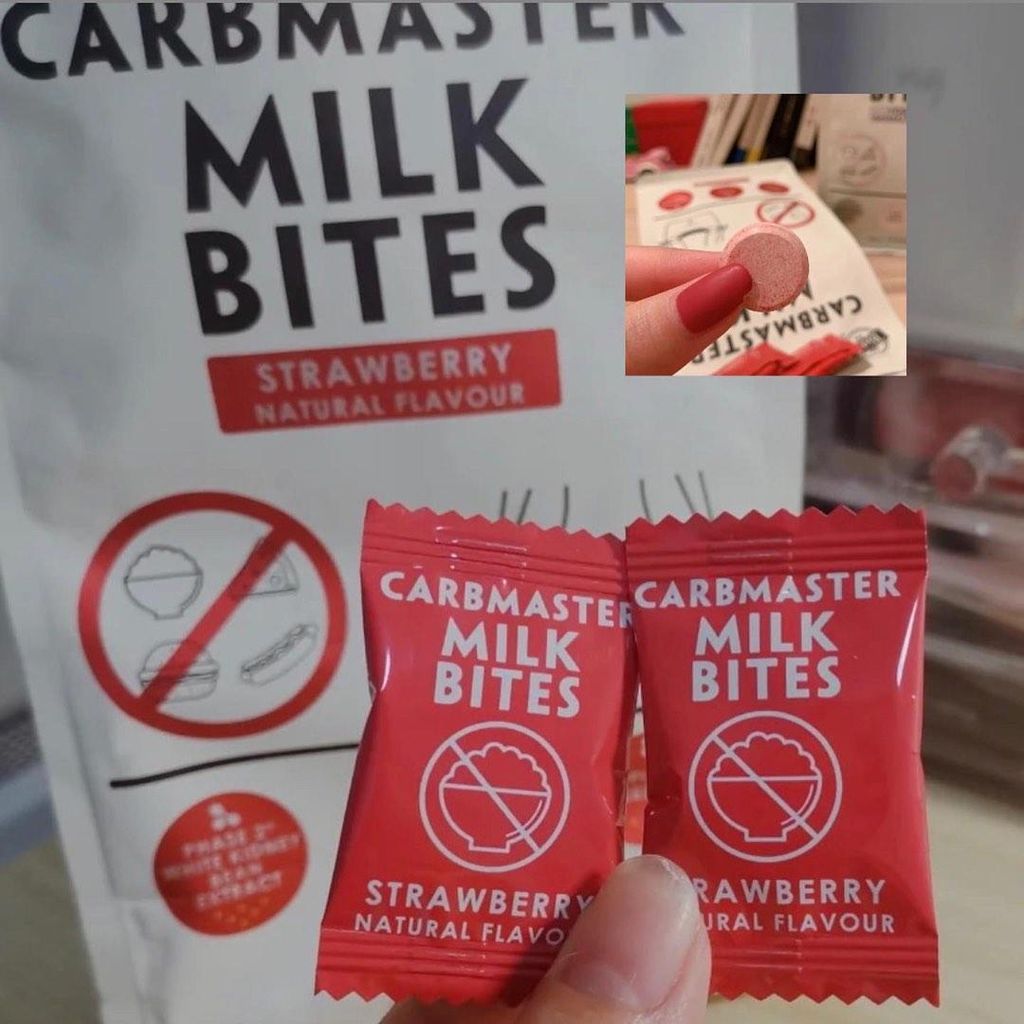 CARBMASTER
MILK
BITES
STRAWBERRY
NATURAL FLAVOUR
PHASE 2
WHITE KIDNEY
BEAN
EXTRACT
CARBMASTER
CARBMASTER
MILK
BITES
STRAWBERRY
NATURAL FLAVO
CARBMASTER
MILK
BITES
RAWBERRY
URAL FLAVOUR